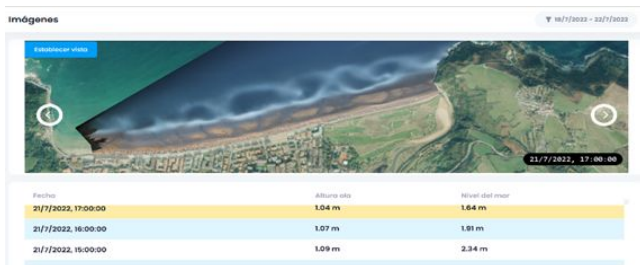 Imágenes
16/7/2022 - 22/7/2022
Establecer vista
21/7/2022, 17:00:00
Fecha Altura ola Nivel del mar
21/7/2022, 17:00:00 1.04 m 1.64 m
21/7/2022, 16:00:00 1.07 m 1.91 m
21/7/2022, 15:00:00 1.09 m 2.34 m